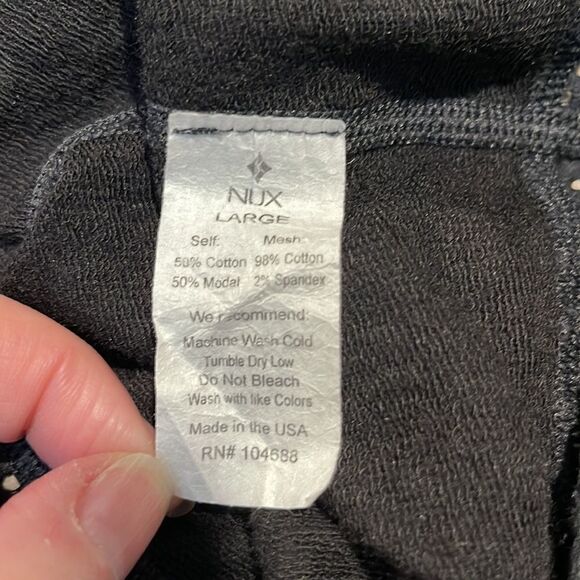 NUX
LARGE
Self: Mesh:
50% Cotton 98% Cotton
50% Modal 2% Spandex
We recommend:
Machine Wash Cold
Tumble Dry Low
Do Not Bleach
Wash with like Colors
Made in the USA
RN# 104688